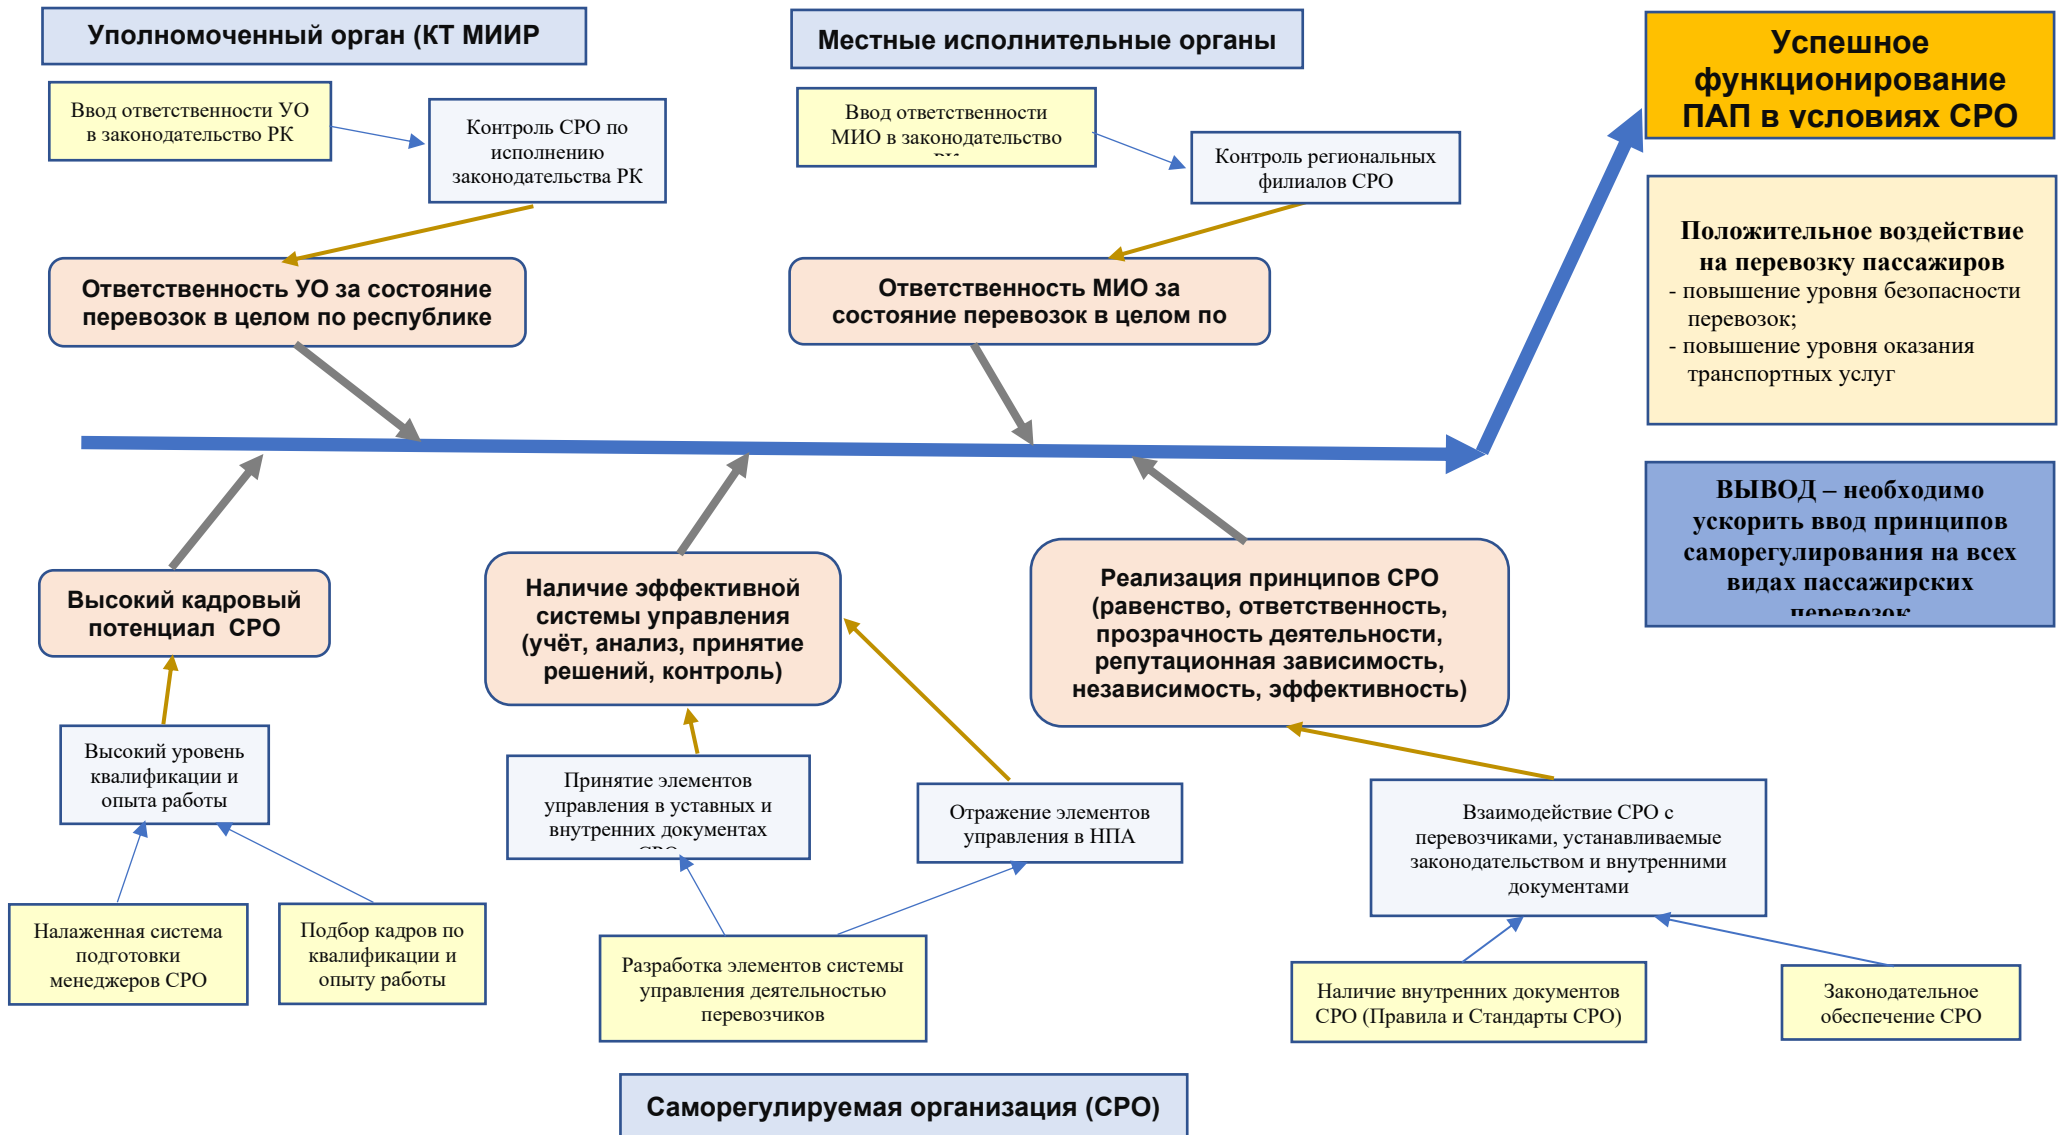 Уполномоченный орган (КТ МИИР
Местные исполнительные органы
Успешное
функционирование
ПАП в условиях СРО
Ввод ответственности УО
в законодательство РК
Контроль СРО по
исполнению
законодательства РК
Ввод ответственности
МИО в законодательство
Контроль региональных
филиалов СРО
Положительное воздействие
на перевозку пассажиров
- повышение уровня безопасности
перевозок;
- повышение уровня оказания
транспортных услуг
Ответственность УО за состояние
перевозок в целом по республике
Ответственность МИО за
состояние перевозок в целом по
ВЫВОД – необходимо
ускорить ввод принципов
саморегулирования на всех
видах пассажирских
перевозок
Высокий кадровый
потенциал СРО
Наличие эффективной
системы управления
(учёт, анализ, принятие
решений, контроль)
Реализация принципов СРО
(равенство, ответственность,
прозрачность деятельности,
репутационная зависимость,
независимость, эффективность)
Высокий уровень
квалификации и
опыта работы
Принятие элементов
управления в уставных и
внутренних документах
Отражение элементов
управления в НПА
Взаимодействие СРО с
перевозчиками, устанавливаемые
законодательством и внутренними
документами
Налаженная система
подготовки
менеджеров СРО
Подбор кадров по
квалификации и
опыту работы
Разработка элементов системы
управления деятельностью
перевозчиков
Наличие внутренних документов
СРО (Правила и Стандарты СРО)
Законодательное
обеспечение СРО
Саморегулируемая организация (СРО)